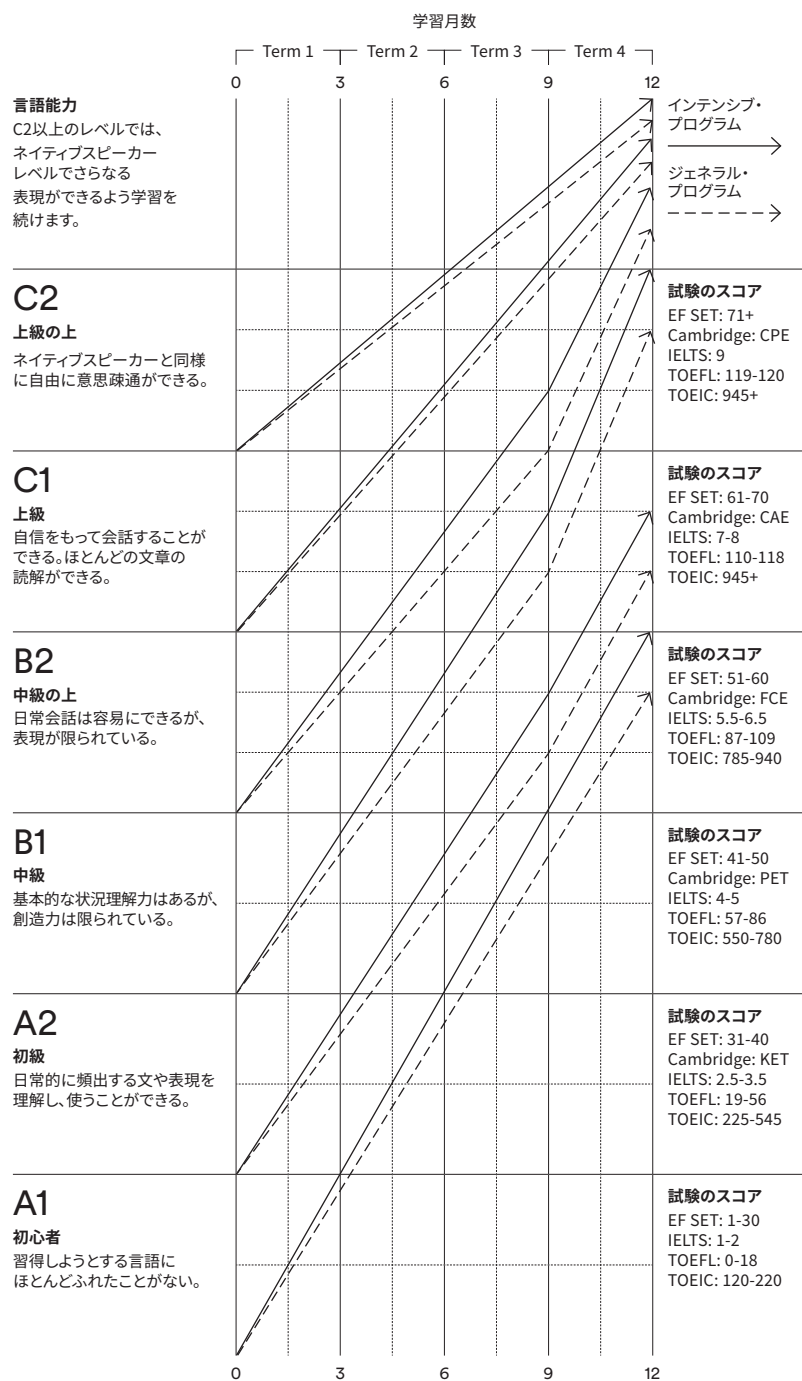 学習月数
Term 1 Term 2 Term 3 Term 4
0 3 6 9 12
言語能力
C2以上のレベルでは、
ネイティブスピーカー
レベルでさらなる
表現ができるよう学習を
続けます。
インテンシブ・
プログラム
ジェネラル・
プログラム
C2
上級の上
ネイティブスピーカーと同様
に自由に意思疎通ができる。
試験のスコア
EF SET: 71+
Cambridge: CPE
IELTS: 9
TOEFL: 119-120
TOEIC: 945+
C1
上級
自信をもって会話することが
できる。ほとんどの文章の
読解ができる。
試験のスコア
EF SET: 61-70
Cambridge: CAE
IELTS: 7-8
TOEFL: 110-118
TOEIC: 945+
B2
中級の上
日常会話は容易にできるが、
表現が限られている。
試験のスコア
EF SET: 51-60
Cambridge: FCE
IELTS: 5.5-6.5
TOEFL: 87-109
TOEIC: 785-940
B1
中級
基本的な状況理解力はあるが、
創造力は限られている。
試験のスコア
EF SET: 41-50
Cambridge: PET
IELTS: 4-5
TOEFL: 57-86
TOEIC: 550-780
A2
初級
日常的に頻出する文や表現を
理解し、使うことができる。
試験のスコア
EF SET: 31-40
Cambridge: KET
IELTS: 2.5-3.5
TOEFL: 19-56
TOEIC: 225-545
A1
初心者
習得しようとする言語に
ほとんどふれたことがない。
試験のスコア
EF SET: 1-30
IELTS: 1-2
TOEFL: 0-18
TOEIC: 120-220
0 3 6 9 12